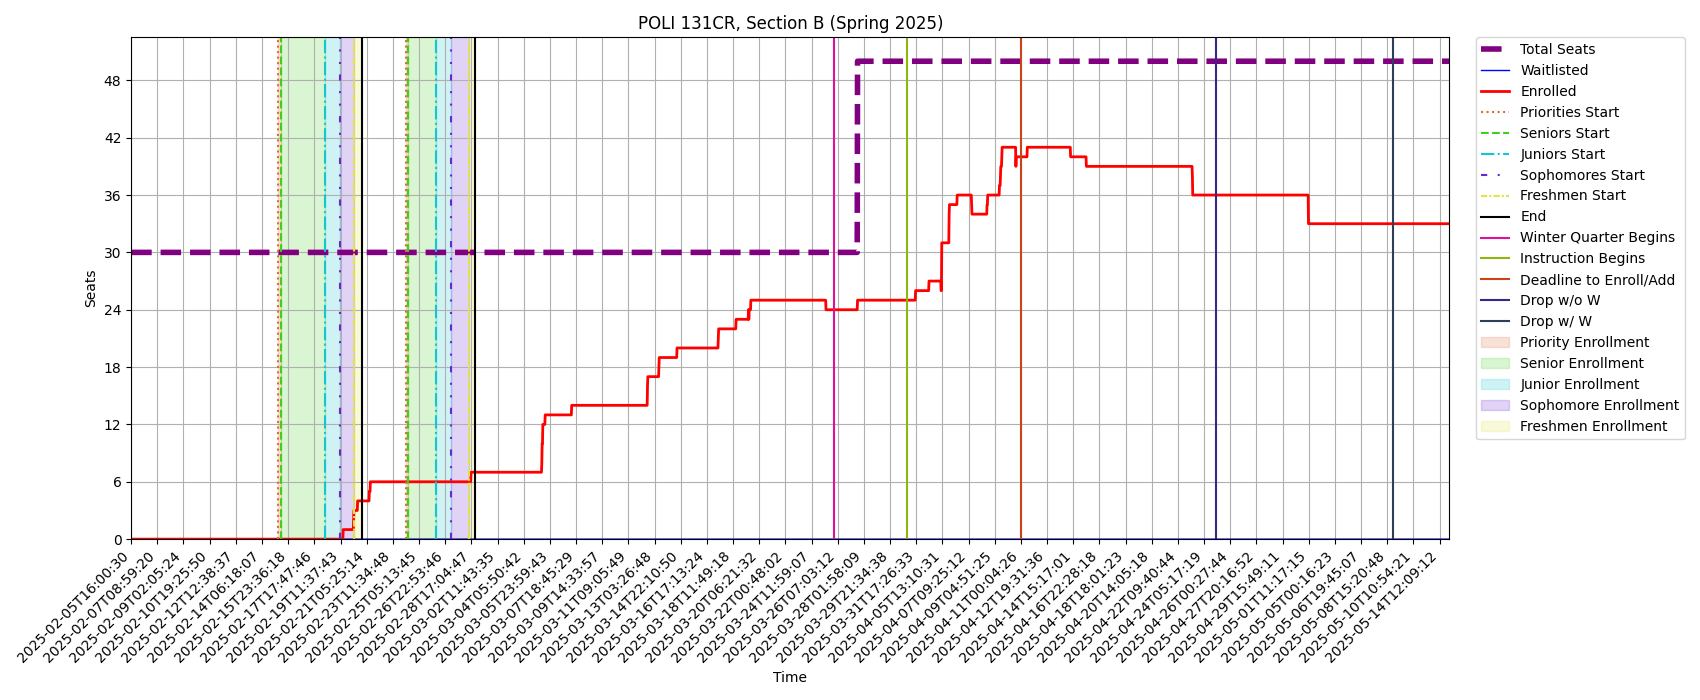 POLI 131CR, Section B (Spring 2025)
Seats
48
42
36
30
24
18
12
6
0
2025-02-05T16:00:30
2025-02-07T08:59:20
2025-02-09T02:05:24
2025-02-10T19:25:50
2025-02-12T12:38:37
2025-02-14T06:18:07
2025-02-15T23:36:18
2025-02-17T17:47:46
2025-02-19T11:37:43
2025-02-21T05:25:14
2025-02-23T11:34:48
2025-02-25T05:13:45
2025-02-26T22:53:46
2025-02-28T17:04:47
2025-03-02T11:43:35
2025-03-04T05:50:42
2025-03-05T23:59:43
2025-03-07T18:45:29
2025-03-09T14:33:57
2025-03-11T09:05:49
2025-03-13T03:26:48
2025-03-14T22:10:50
2025-03-16T17:13:24
2025-03-18T11:49:18
2025-03-20T06:21:32
2025-03-22T00:48:02
2025-03-24T11:59:07
2025-03-26T07:03:12
2025-03-28T01:58:09
2025-03-29T21:34:38
2025-03-31T17:26:33
2025-04-05T13:10:31
2025-04-07T09:25:12
2025-04-09T04:51:25
2025-04-11T00:04:26
2025-04-12T19:31:36
2025-04-14T15:17:01
2025-04-16T22:28:18
2025-04-18T18:01:23
2025-04-20T14:05:18
2025-04-22T09:40:44
2025-04-24T05:17:19
2025-04-26T00:27:44
2025-04-27T20:16:52
2025-04-29T15:49:11
2025-05-01T11:17:15
2025-05-05T00:16:23
2025-05-06T19:45:07
2025-05-08T15:20:48
2025-05-10T10:54:21
2025-05-14T12:09:12
Time
Total Seats
Waitlisted
Enrolled
Priorities Start
Seniors Start
Juniors Start
Sophomores Start
Freshmen Start
End
Winter Quarter Begins
Instruction Begins
Deadline to Enroll/Add
Drop w/o W
Drop w/ W
Priority Enrollment
Senior Enrollment
Junior Enrollment
Sophomore Enrollment
Freshmen Enrollment